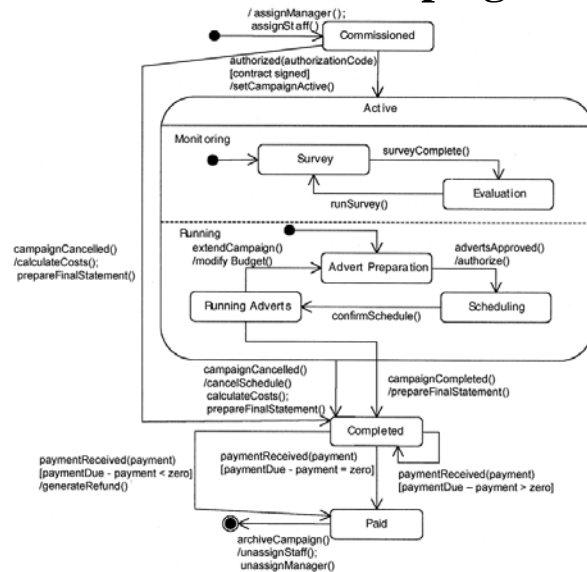 / assignManager();
assignStaff()
Commissioned
authorized(authorizationCode)
[contract signed]
/setCampaignActive()
Active
Monitoring
Survey
surveyComplete()
Evaluation
runSurvey()
Running
extendCampaign()
/modify Budget()
Advert Preparation
advertsApproved()
/authorize()
Running Adverts
confirmSchedule()
Scheduling
campaignCancelled()
/calculateCosts();
prepareFinalStatement()
campaignCancelled()
/cancelSchedule()
calculateCosts();
prepareFinalStatement()
campaignCompleted()
/prepareFinalStatement()
Completed
paymentReceived(payment)
[paymentDue - payment < zero]
/generateRefund()
paymentReceived(payment)
[paymentDue - payment = zero]
paymentReceived(payment)
[paymentDue – payment > zero]
Paid
archiveCampaign()
/unassignStaff();
unassignManager()